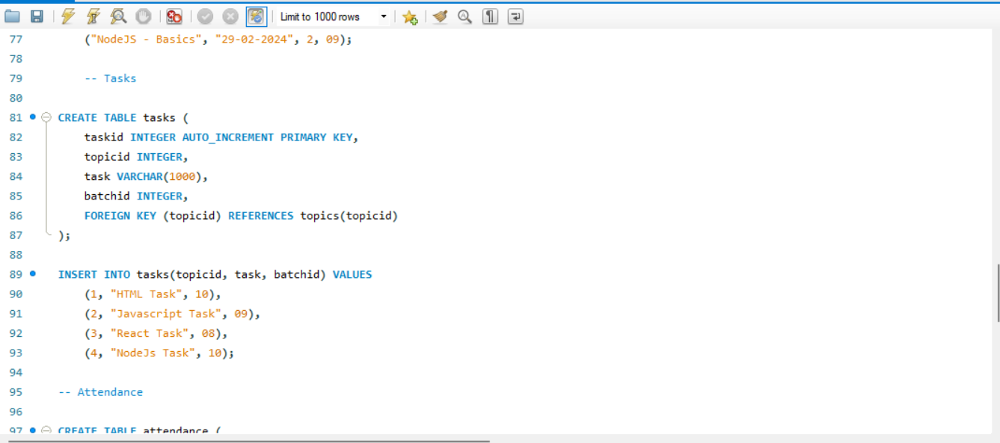 Limit to 1000 rows
77 ("NodeJS - Basics", "29-02-2024", 2, 09);
78
79 -- Tasks
80
81 CREATE TABLE tasks (
82 taskid INTEGER AUTO_INCREMENT PRIMARY KEY,
83 topicid INTEGER,
84 task VARCHAR(1000),
85 batchid INTEGER,
86 FOREIGN KEY (topicid) REFERENCES topics(topicid)
87 );
88
89 INSERT INTO tasks(topicid, task, batchid) VALUES
90 (1, "HTML Task", 10),
91 (2, "Javascript Task", 09),
92 (3, "React Task", 08),
93 (4, "NodeJs Task", 10);
94
95 -- Attendance
96
97 CREATE TABLE attendance (